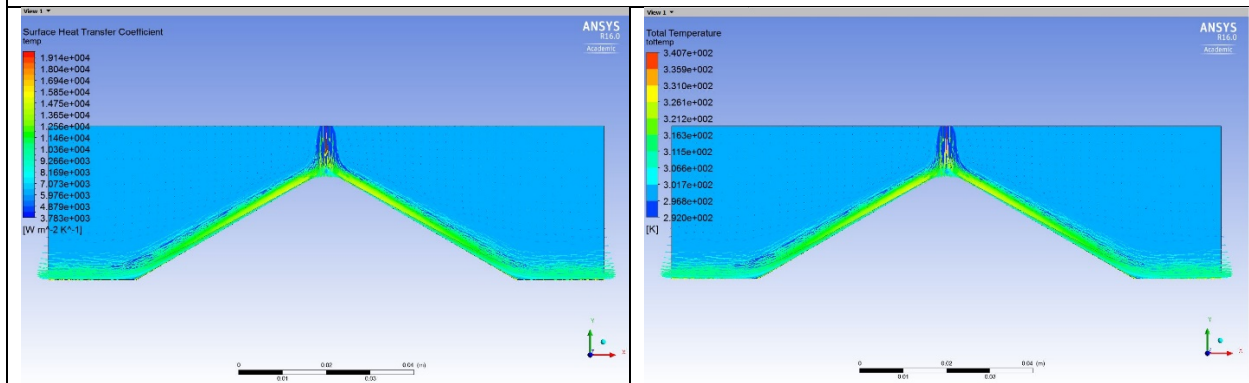 View 1
ANSYS
R16.0
Academic
Surface Heat Transfer Coefficient
temp
1.914e+004
1.804e+004
1.694e+004
1.585e+004
1.475e+004
1.365e+004
1.256e+004
1.146e+004
1.036e+004
9.266e+003
8.169e+003
7.073e+003
5.976e+003
4.879e+003
3.783e+003
[W m^-2 K^-1]
Y
X
0 0.02 0.04 (m)
0.01 0.03
View 1
ANSYS
R16.0
Academic
Total Temperature
toftemp
3.407e+002
3.359e+002
3.310e+002
3.261e+002
3.212e+002
3.163e+002
3.115e+002
3.066e+002
3.017e+002
2.968e+002
2.920e+002
[K]
Y
X
0 0.02 0.04 (m)
0.01 0.03